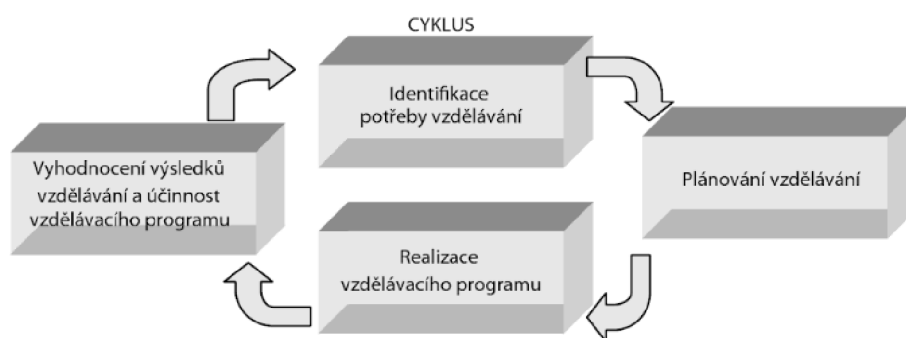 CYKLUS
Identifikace
potřeby vzdělávání
Plánování vzdělávání
Realizace
vzdělávacího programu
Vyhodnocení výsledků
vzdělávání a účinnost
vzdělávacího programu